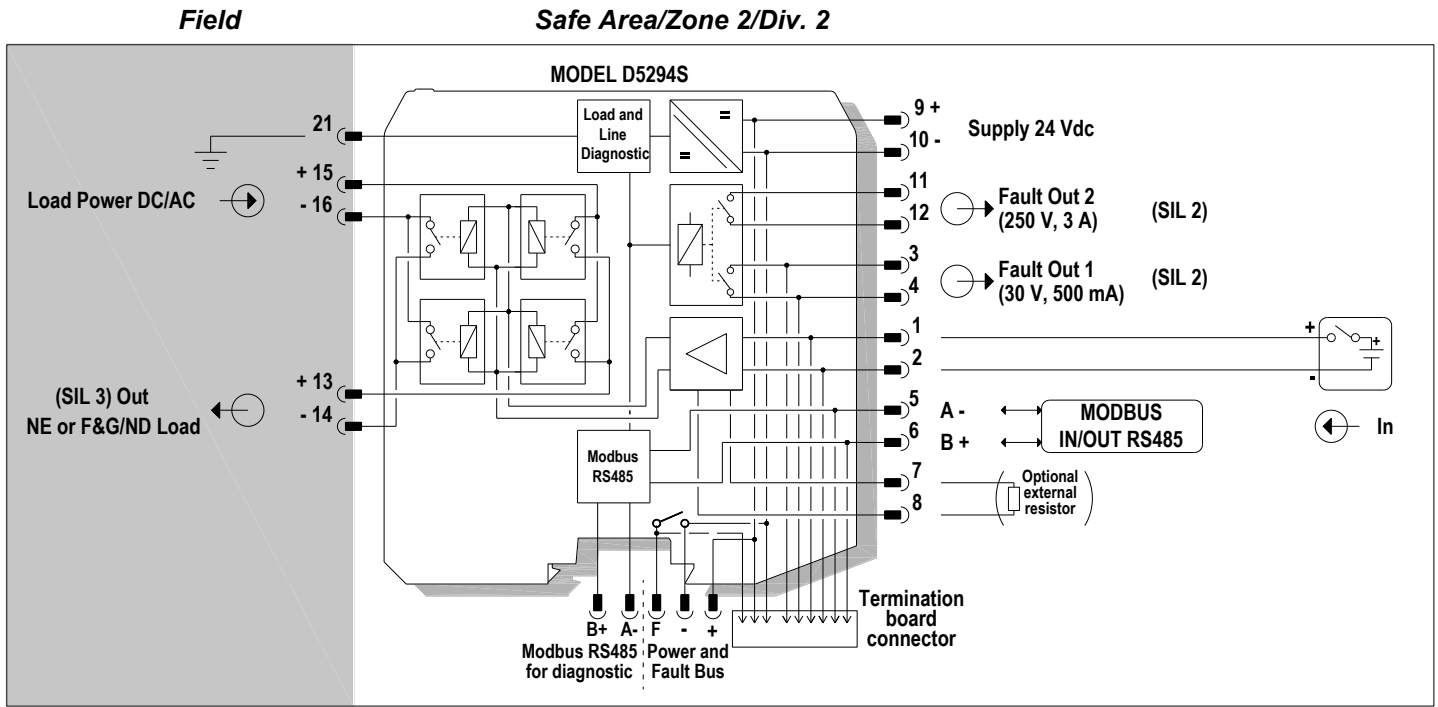 Field
Safe Area/Zone 2/Div. 2
MODEL D5294S
21
+ 15
Load Power DC/AC
- 16
+ 13
(SIL 3) Out
NE or F&G/ND Load
- 14
Load and
Line
Diagnostic
=
=
9 +
Supply 24 Vdc
10 -
11
Fault Out 2
(250 V, 3 A)
(SIL 2)
12
3
Fault Out 1
(30 V, 500 mA)
(SIL 2)
4
1
2
+
+
-
In
5
A -
6
B +
MODBUS
IN/OUT RS485
7
8
Optional
external
resistor
Modbus
RS485
B+ A- F - +
Modbus RS485
for diagnostic
Power and
Fault Bus
Termination
board
connector